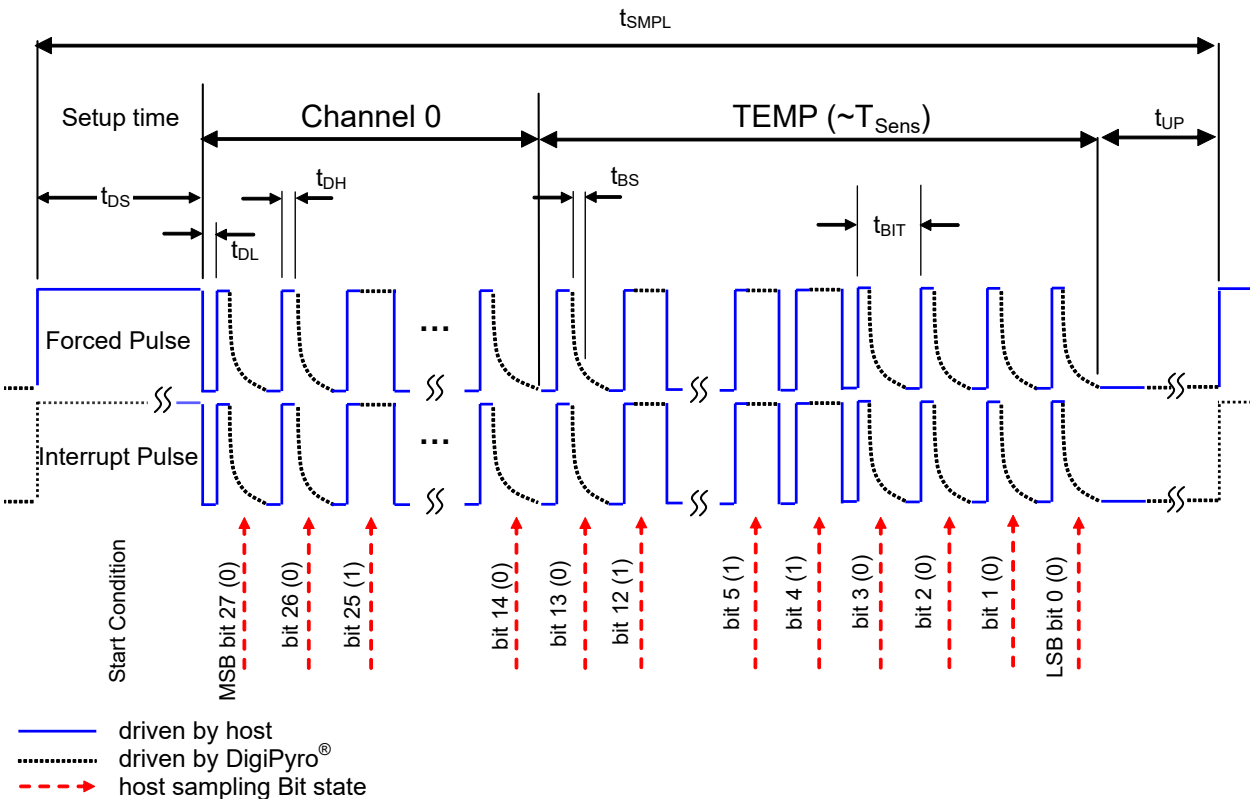 tSMPL
Setup time
Channel 0
TEMP (~TSens)
tUP
tDS
tDH
tBS
tDL
tBIT
Forced Pulse
...
Interrupt Pulse
...
Start Condition
MSB bit 27 (0)
bit 26 (0)
bit 25 (1)
bit 14 (0)
bit 13 (0)
bit 12 (1)
bit 5 (1)
bit 4 (1)
bit 3 (0)
bit 2 (0)
bit 1 (0)
LSB bit 0 (0)
driven by host
driven by DigiPyro®
host sampling Bit state